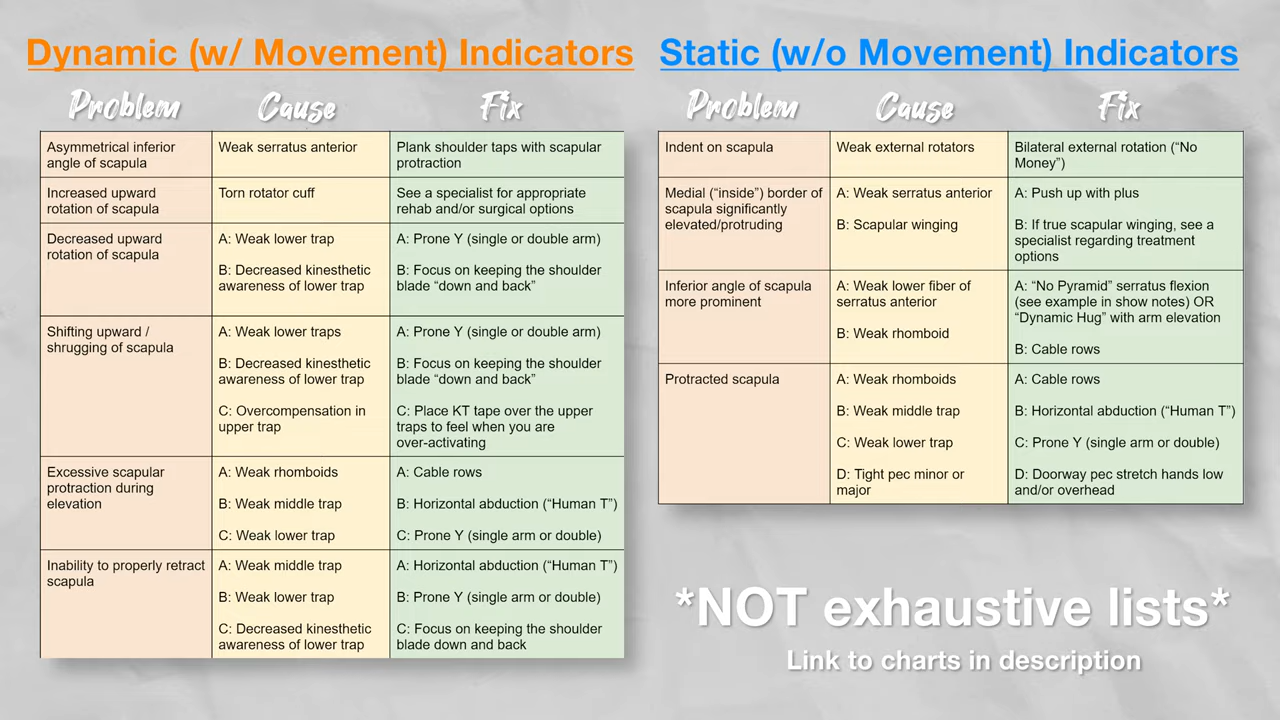 Dynamic (w/ Movement) Indicators
Problem Cause Fix
Asymmetrical inferior
angle of scapula
Weak serratus anterior
Plank shoulder taps with scapular
protraction
Increased upward
rotation of scapula
Torn rotator cuff
See a specialist for appropriate
rehab and/or surgical options
Decreased upward
rotation of scapula
A: Weak lower trap
B: Decreased kinesthetic
awareness of lower trap
A: Prone Y (single or double arm)
B: Focus on keeping the shoulder
blade “down and back”
Shifting upward /
shrugging of scapula
A: Weak lower traps
B: Decreased kinesthetic
awareness of lower trap
C: Overcompensation in
upper trap
A: Prone Y (single or double arm)
B: Focus on keeping the shoulder
blade “down and back”
C: Place KT tape over the upper
traps to feel when you are
over-activating
Excessive scapular
protraction during
elevation
A: Weak rhomboids
B: Weak middle trap
C: Weak lower trap
A: Cable rows
B: Horizontal abduction (“Human T”)
C: Prone Y (single arm or double)
Inability to properly retract
scapula
A: Weak middle trap
B: Weak lower trap
C: Decreased kinesthetic
awareness of lower trap
A: Horizontal abduction (“Human T”)
B: Prone Y (single arm or double)
C: Focus on keeping the shoulder
blade down and back
Static (w/o Movement) Indicators
Problem Cause Fix
Indent on scapula
Weak external rotators
Bilateral external rotation (“No
Money”)
Medial (“inside”) border of
scapula significantly
elevated/protruding
A: Weak serratus anterior
B: Scapular winging
A: Push up with plus
B: If true scapular winging, see a
specialist regarding treatment
options
Inferior angle of scapula
more prominent
A: Weak lower fiber of
serratus anterior
B: Weak rhomboid
A: “No Pyramid” serratus flexion
(see example in show notes) OR
“Dynamic Hug” with arm elevation
B: Cable rows
Protracted scapula
A: Weak rhomboids
B: Weak middle trap
C: Weak lower trap
D: Tight pec minor or
major
A: Cable rows
B: Horizontal abduction (“Human T”)
C: Prone Y (single arm or double)
D: Doorway pec stretch hands low
and/or overhead
*NOT exhaustive lists*
Link to charts in description